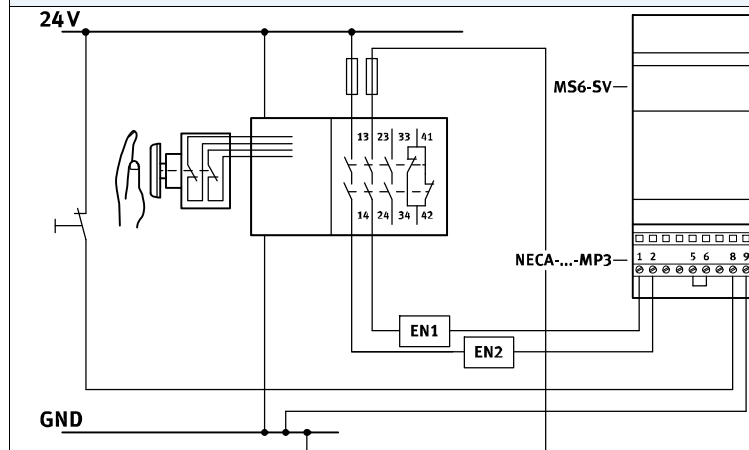 24V
MS6-SV
13 23 33 41
14 24 34 42
NECA-...-MP3
1 2 5 6 8 9
EN1
EN2
GND